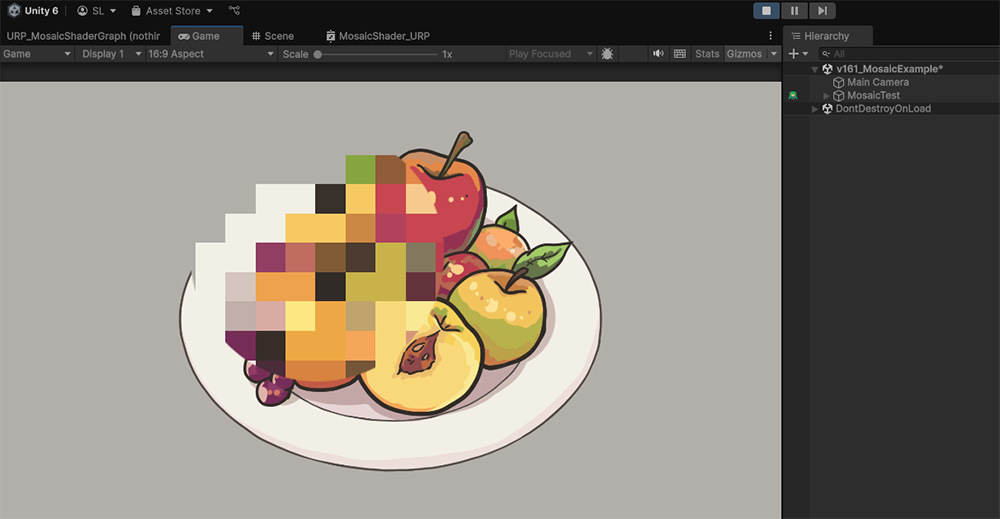 Unity 6 SL Asset Store
URP_MosaicShaderGraph (nothir Game Scene MosaicShader_URP Hierarchy
Game Display 1 16:9 Aspect Scale 1x Play Focused Stats Gizmos All
v161_MosaicExample*
Main Camera
MosaicTest
DontDestroyOnLoad